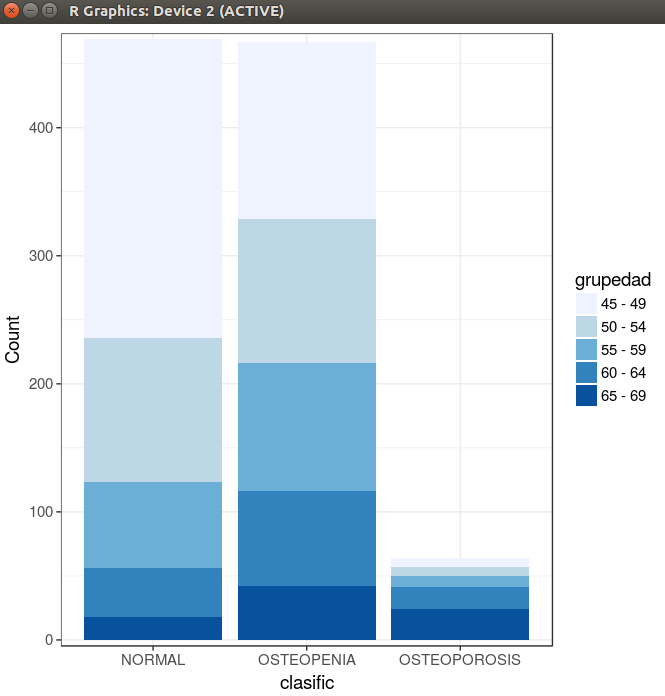 R Graphics: Device 2 (ACTIVE)
Count
400
300
200
100
0
NORMAL OSTEOPENIA OSTEOPOROSIS
clasific
grupedad
45 - 49
50 - 54
55 - 59
60 - 64
65 - 69